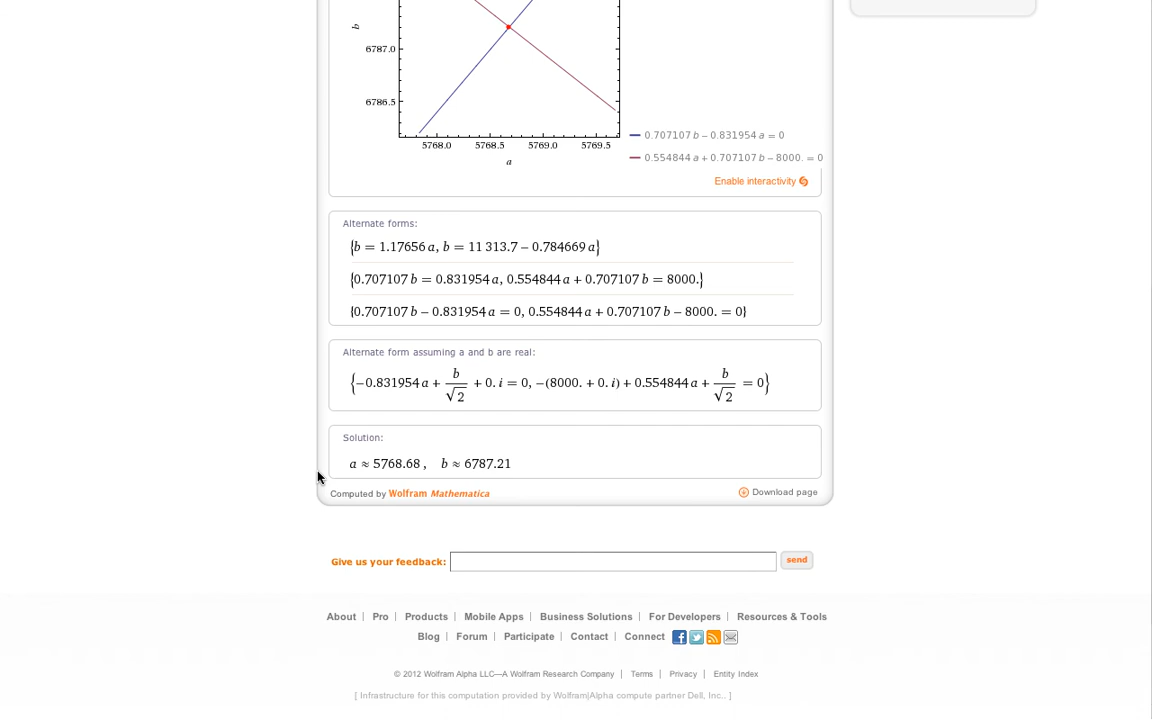 b
6787.0
6786.5
5768.0 5768.5 5769.0 5769.5
a
0.707107 b − 0.831954 a = 0
0.554844 a + 0.707107 b − 8000. = 0
Enable interactivity
Alternate forms:
{b = 1.17656 a, b = 11 313.7 − 0.784669 a}
{0.707107 b = 0.831954 a, 0.554844 a + 0.707107 b = 8000.}
{0.707107 b − 0.831954 a = 0, 0.554844 a + 0.707107 b − 8000. = 0}
Alternate form assuming a and b are real:
{−0.831954 a + b/√2 + 0. i = 0, −(8000. + 0. i) + 0.554844 a + b/√2 = 0}
Solution:
a ≈ 5768.68 , b ≈ 6787.21
Computed by Wolfram Mathematica
Download page
Give us your feedback: send
About | Pro | Products | Mobile Apps | Business Solutions | For Developers | Resources & Tools
Blog | Forum | Participate | Contact | Connect
© 2012 Wolfram Alpha LLC—A Wolfram Research Company | Terms | Privacy | Entity Index
[ Infrastructure for this computation provided by Wolfram|Alpha compute partner Dell, Inc.. ]